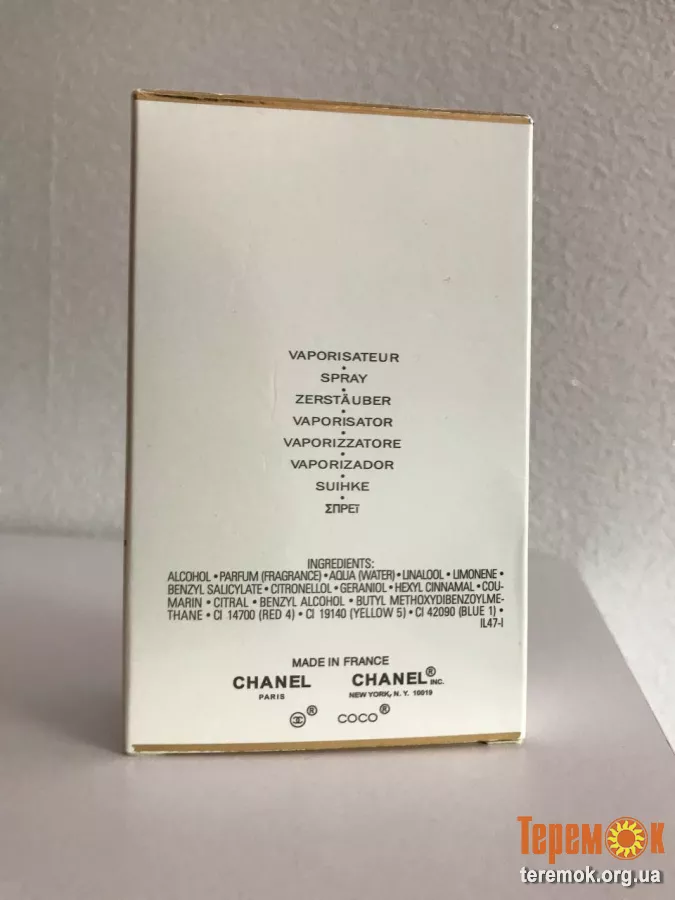 VAPORISATEUR
•
SPRAY
•
ZERSTÄUBER
•
VAPORISATOR
•
VAPORIZZATORE
•
VAPORIZADOR
•
SUIHKE
•
ΣΠΡΕΪ
INGREDIENTS:
ALCOHOL • PARFUM (FRAGRANCE) • AQUA (WATER) • LINALOOL • LIMONENE •
BENZYL SALICYLATE • CITRONELLOL • GERANIOL • HEXYL CINNAMAL • COU-
MARIN • CITRAL • BENZYL ALCOHOL • BUTYL METHOXYDIBENZOYLME-
THANE • CI 14700 (RED 4) • CI 19140 (YELLOW 5) • CI 42090 (BLUE 1) •
IL47-I
MADE IN FRANCE
CHANEL CHANEL® INC.
PARIS NEW YORK, N. Y. 10019
® COCO®
Теремок
teremok.org.ua